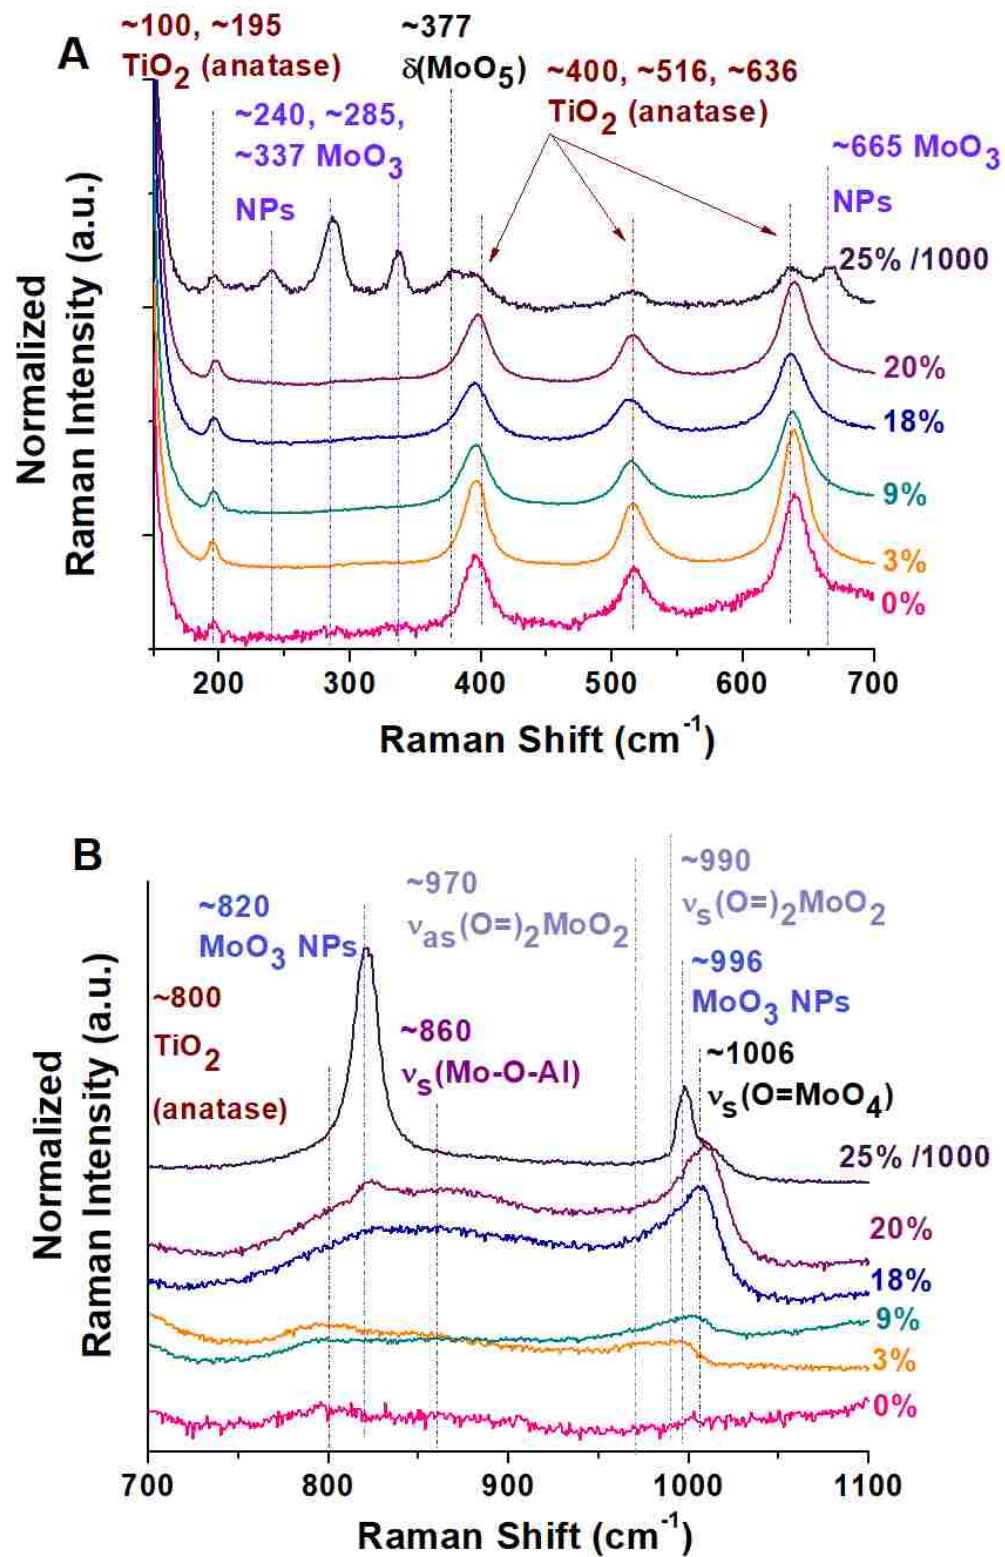 A
~100, ~195
TiO2 (anatase)
~377
δ(MoO5)
~400, ~516, ~636
TiO2 (anatase)
~240, ~285,
~337 MoO3
NPs
~665 MoO3
NPs
25% /1000
20%
18%
9%
3%
0%
Normalized
Raman Intensity (a.u.)
200 300 400 500 600 700
Raman Shift (cm-1)
B
~820
MoO3 NPs
~970
νas(O=)2MoO2
~990
νs(O=)2MoO2
~996
MoO3 NPs
~800
TiO2
(anatase)
~860
νs(Mo-O-Al)
~1006
νs(O=MoO4)
25% /1000
20%
18%
9%
3%
0%
Normalized
Raman Intensity (a.u.)
700 800 900 1000 1100
Raman Shift (cm-1)